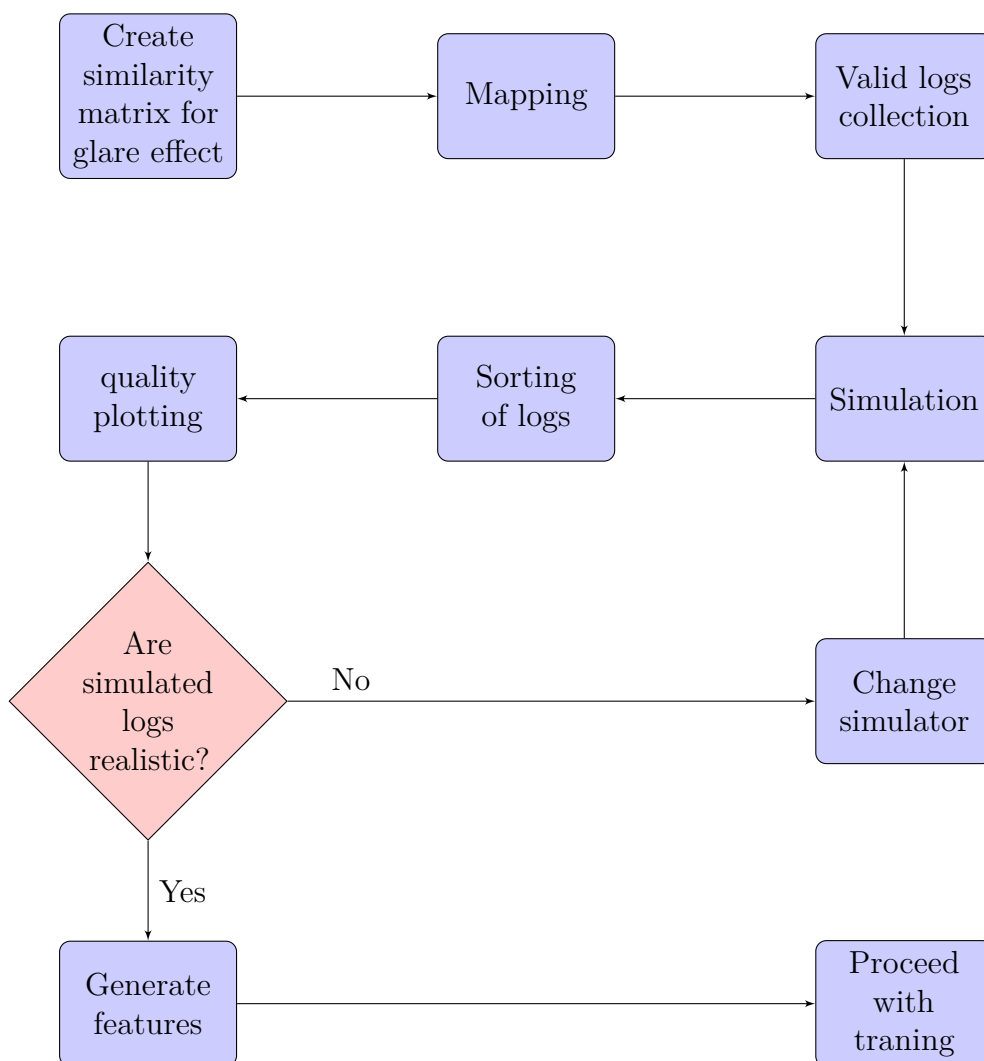 Create
similarity
matrix for
glare effect
Mapping
Valid logs
collection
Simulation
Sorting
of logs
quality
plotting
Are
simulated
logs
realistic?
No
Change
simulator
Yes
Generate
features
Proceed
with
traning